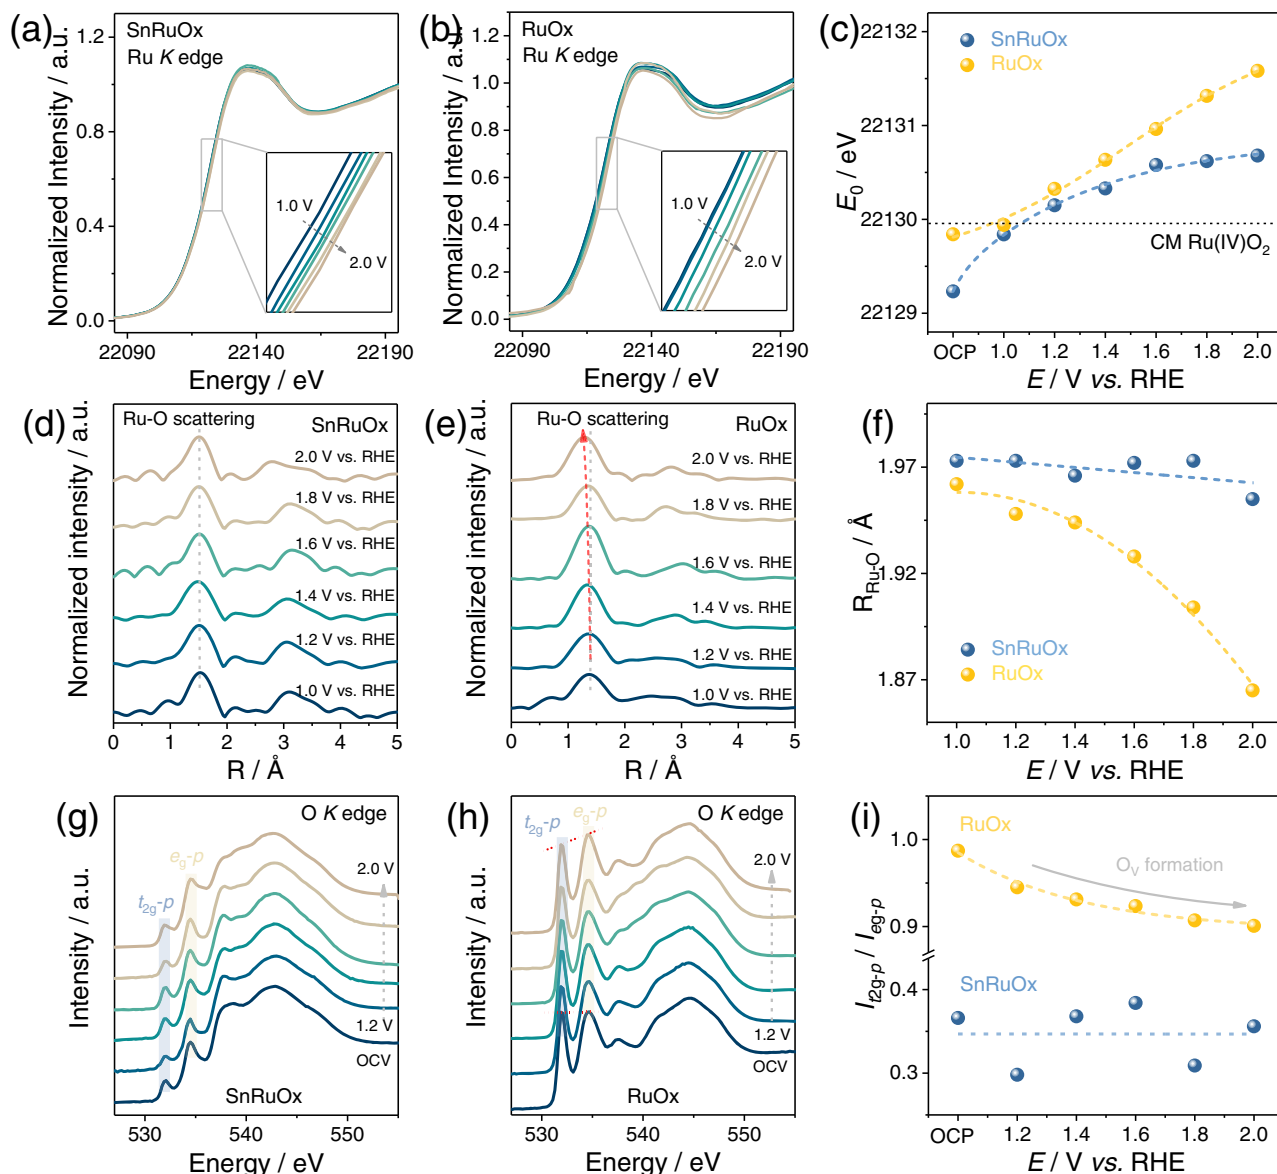 (a)
SnRuOx
Ru K edge
Normalized Intensity / a.u.
1.2
0.8
0.4
0.0
1.0 V
2.0 V
22090
22140
22190
Energy / eV
(b)
RuOx
Ru K edge
Normalized Intensity / a.u.
1.2
1.0
0.8
0.6
0.4
0.2
0.0
1.0 V
2.0 V
22090
22140
22190
Energy / eV
(c)
E0 / eV
22132
22131
22130
22129
SnRuOx
RuOx
CM Ru(IV)O2
OCP
1.0
1.2
1.4
1.6
1.8
2.0
E / V vs. RHE
(d)
Ru-O scattering
SnRuOx
Normalized intensity / a.u.
2.0 V vs. RHE
1.8 V vs. RHE
1.6 V vs. RHE
1.4 V vs. RHE
1.2 V vs. RHE
1.0 V vs. RHE
0
1
2
3
4
5
R / Å
(e)
Ru-O scattering
RuOx
Normalized intensity / a.u.
2.0 V vs. RHE
1.8 V vs. RHE
1.6 V vs. RHE
1.4 V vs. RHE
1.2 V vs. RHE
1.0 V vs. RHE
0
1
2
3
4
5
R / Å
(f)
RRu-O / Å
1.97
1.92
1.87
SnRuOx
RuOx
1.0
1.2
1.4
1.6
1.8
2.0
E / V vs. RHE
(g)
O K edge
Intensity / a.u.
t2g-p
eg-p
2.0 V
1.2 V
OCV
SnRuOx
530
540
550
Energy / eV
(h)
O K edge
Intensity / a.u.
t2g-p
eg-p
2.0 V
1.2 V
OCV
RuOx
530
540
550
Energy / eV
(i)
It2g-p / Ieg-p
1.0
0.9
0.4
0.3
RuOx
OV formation
SnRuOx
OCP
1.2
1.4
1.6
1.8
2.0
E / V vs. RHE